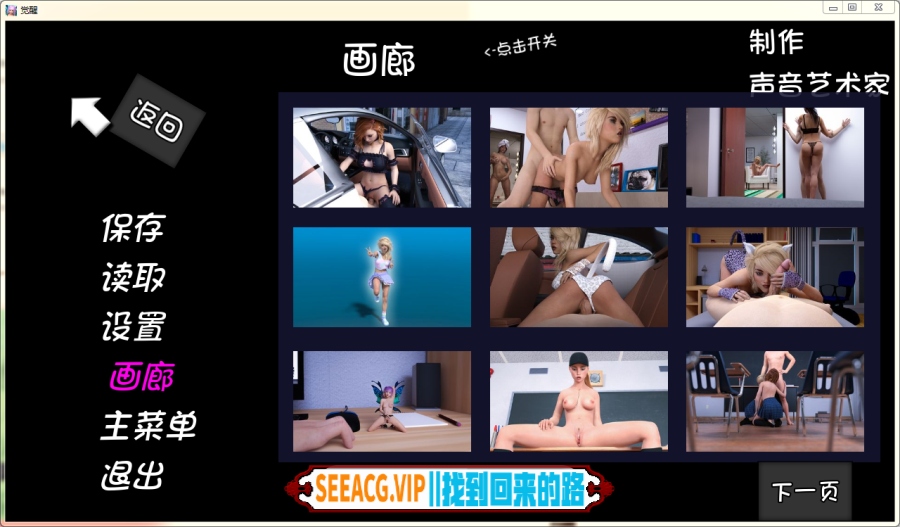 觉醒
画廊
<-点击开关
制作
声音艺术家
返回
保存
读取
设置
画廊
主菜单
退出
SEEACG.VIP||找到回来的路
下一页